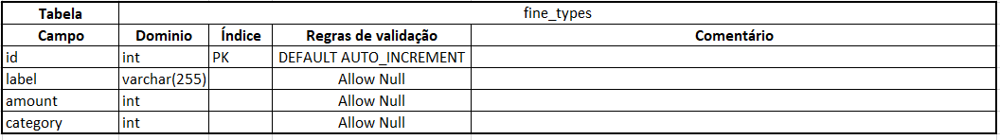 Tabela fine_types
Campo Dominio Índice Regras de validação Comentário
id int PK DEFAULT AUTO_INCREMENT
label varchar(255) Allow Null
amount int Allow Null
category int Allow Null